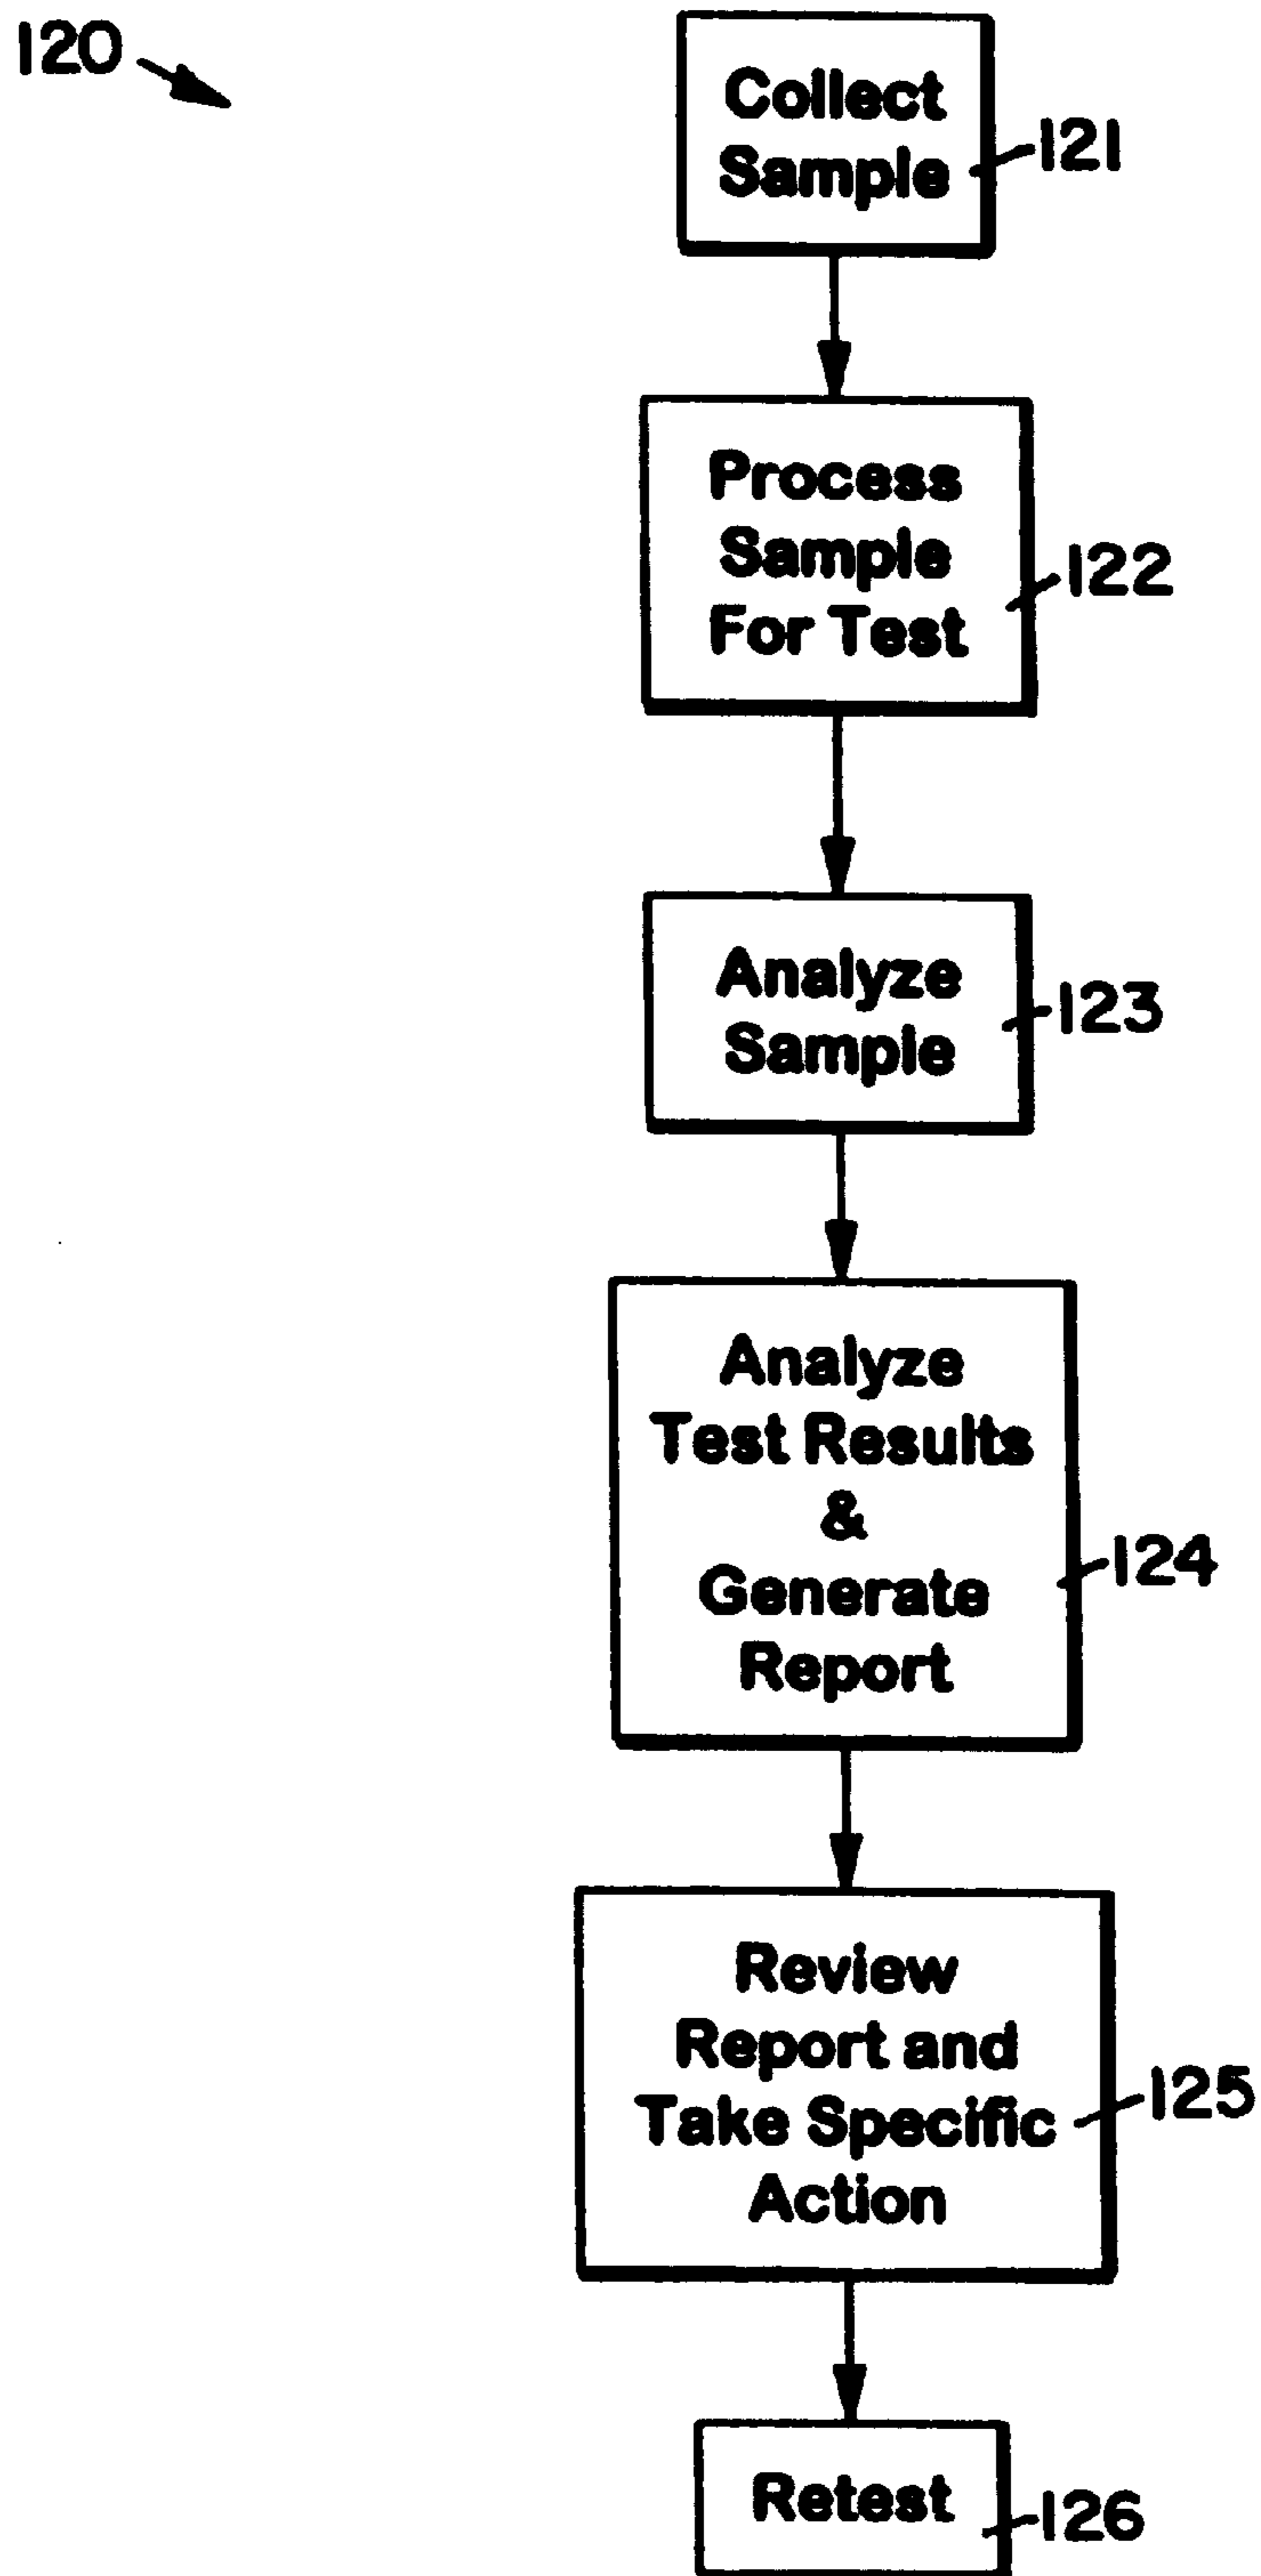 120
Collect
Sample
121
Process
Sample
For Test
122
Analyze
Sample
123
Analyze
Test Results
&
Generate
Report
124
Review
Report and
Take Specific
Action
125
Retest
126